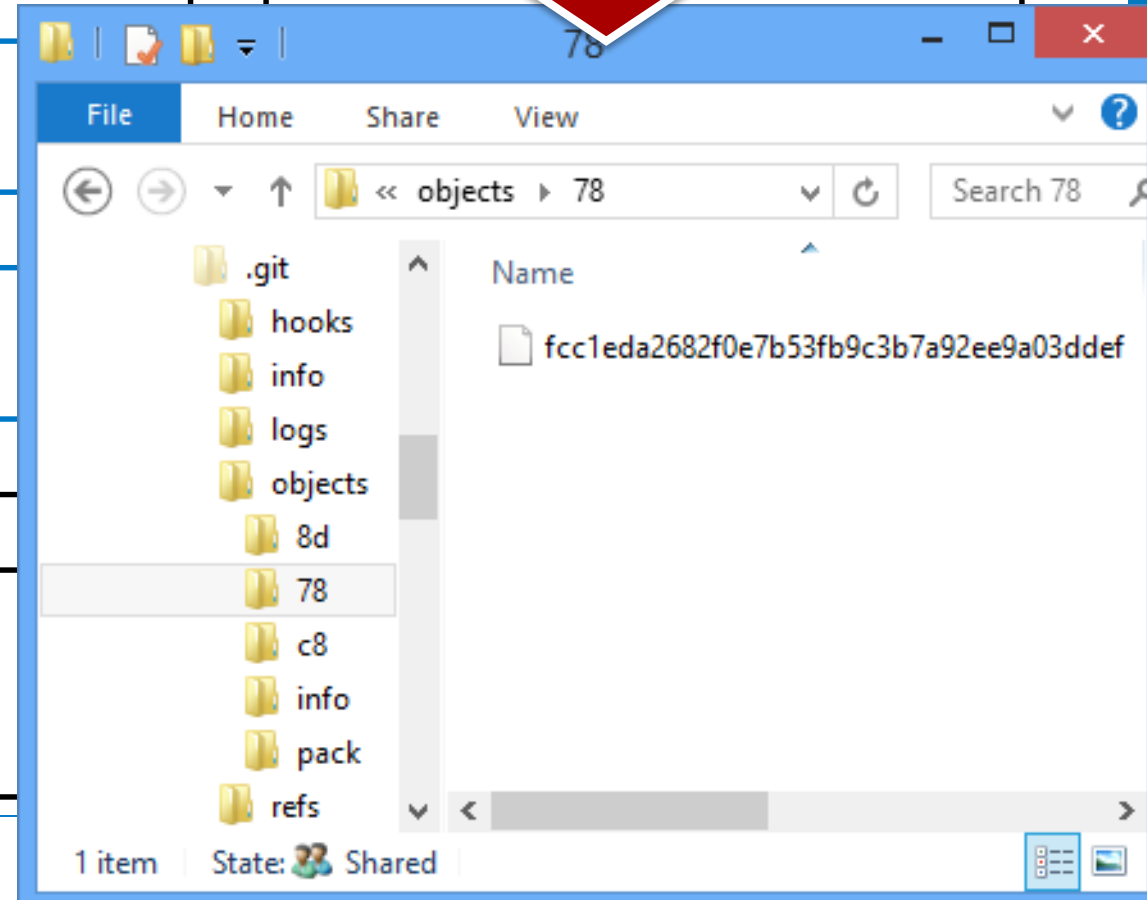 78
File Home Share View
« objects 78
Search 78
.git
hooks
info
logs
objects
8d
78
c8
info
pack
refs
Name
fcc1eda2682f0e7b53fb9c3b7a92ee9a03ddef
1 item State: Shared